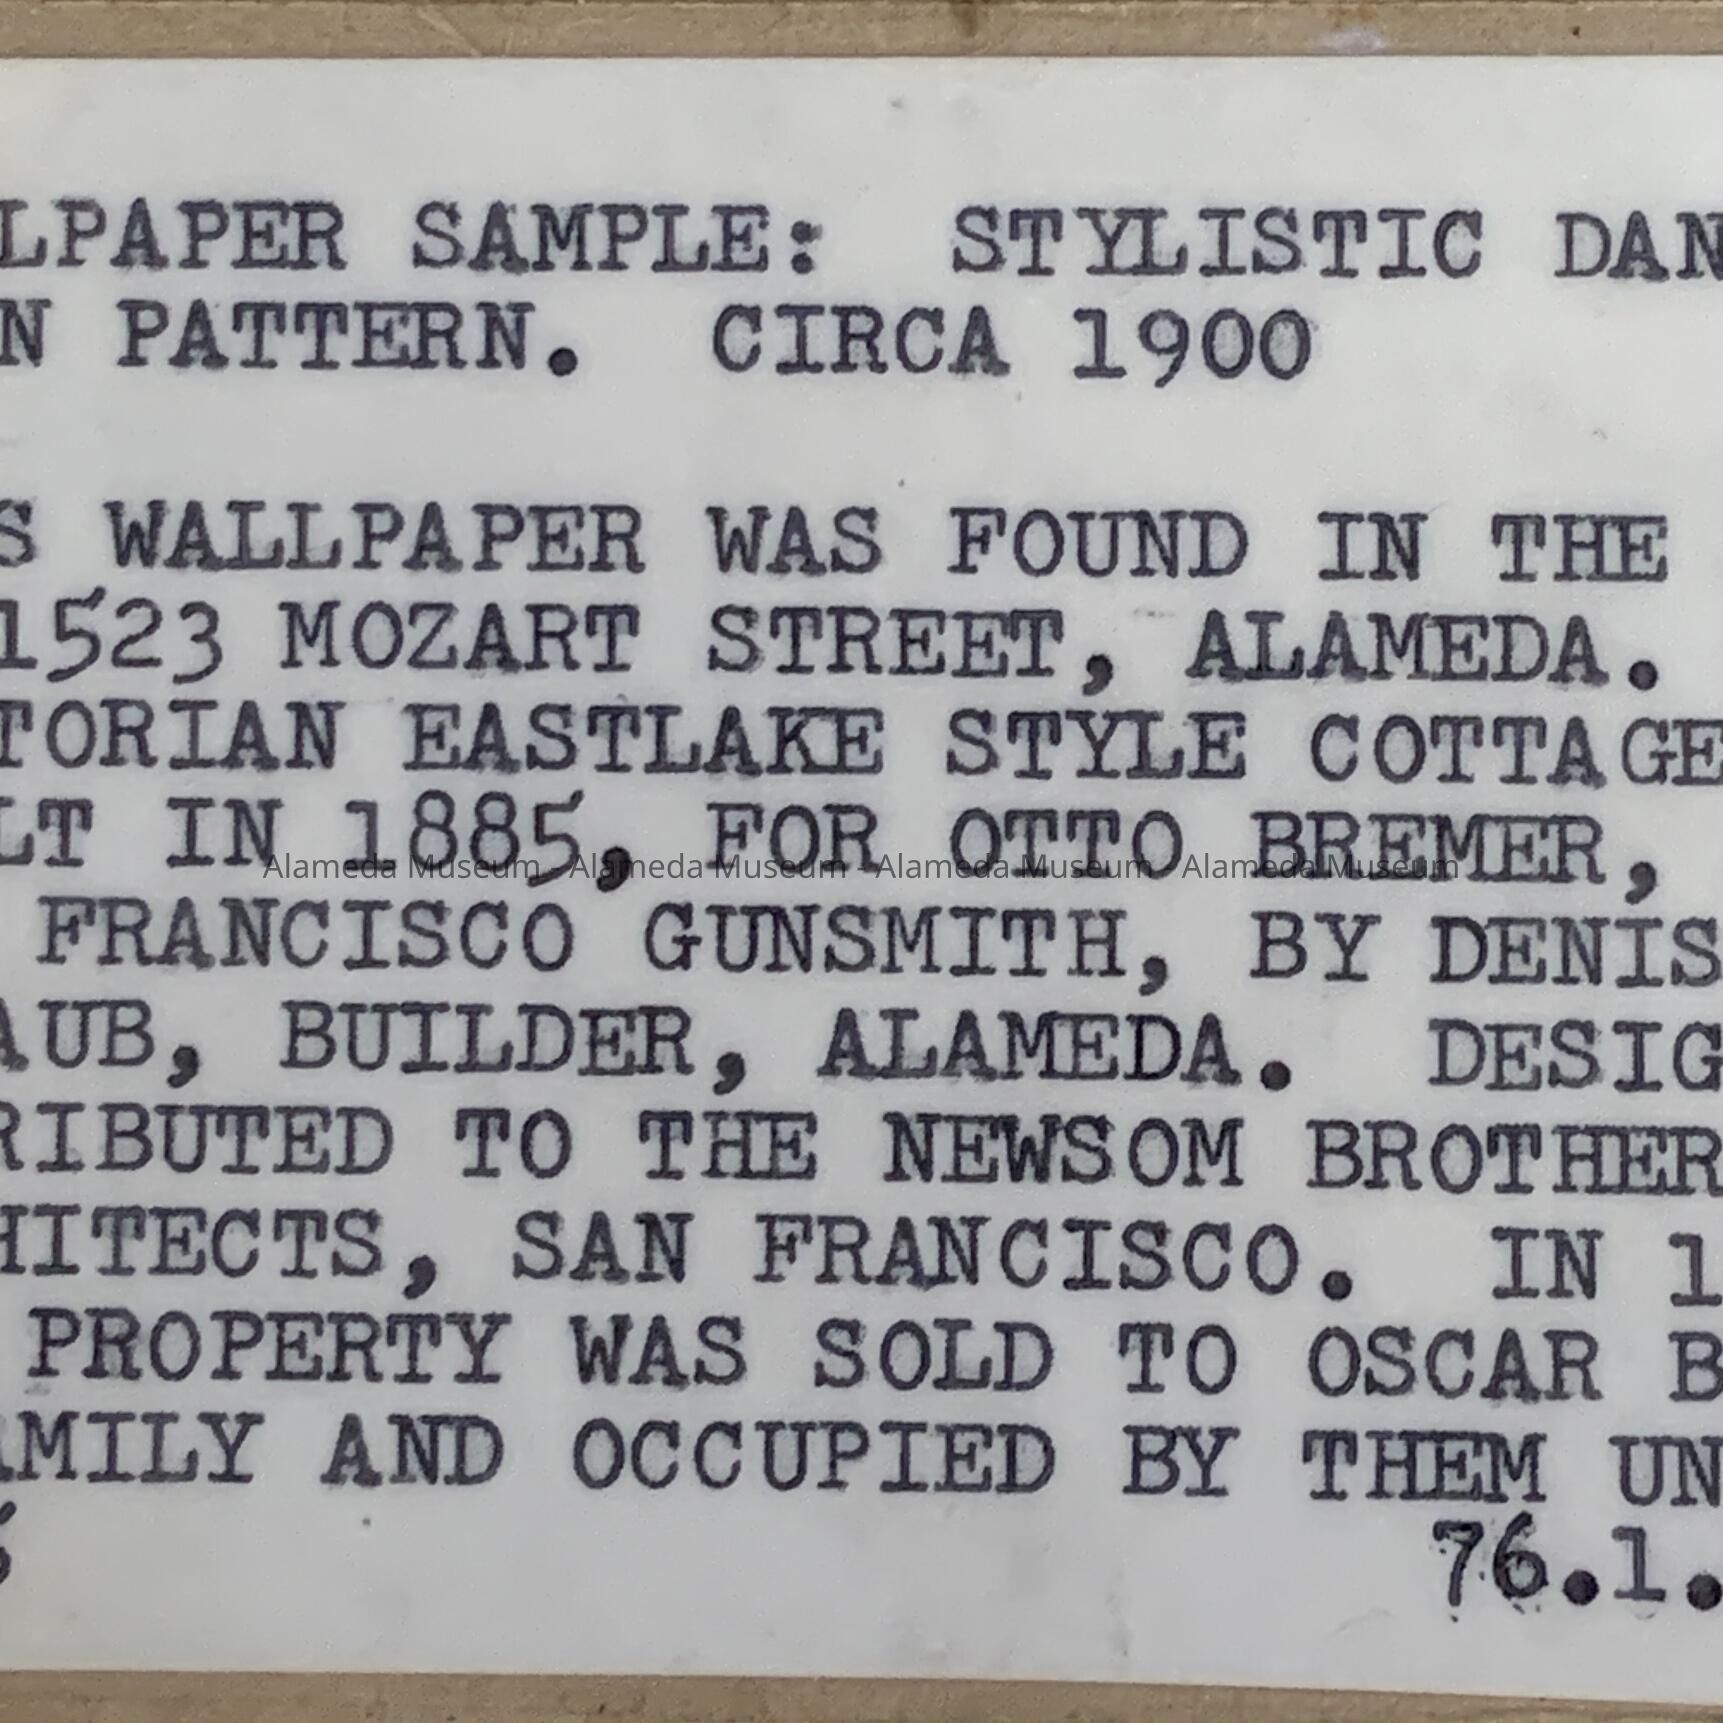 LPAPER SAMPLE: STYLISTIC DAN
N PATTERN. CIRCA 1900
S WALLPAPER WAS FOUND IN THE
1523 MOZART STREET, ALAMEDA.
TORIAN EASTLAKE STYLE COTTAGE
LT IN 1885, FOR OTTO BREMER,
Alameda Museum - Alameda Museum - Alameda Museum - Alameda Museum
FRANCISCO GUNSMITH, BY DENIS
AUB, BUILDER, ALAMEDA. DESIG
RIBUTED TO THE NEWSOM BROTHER
HITECTS, SAN FRANCISCO. IN 1
PROPERTY WAS SOLD TO OSCAR B
AMILY AND OCCUPIED BY THEM UN
76.1.